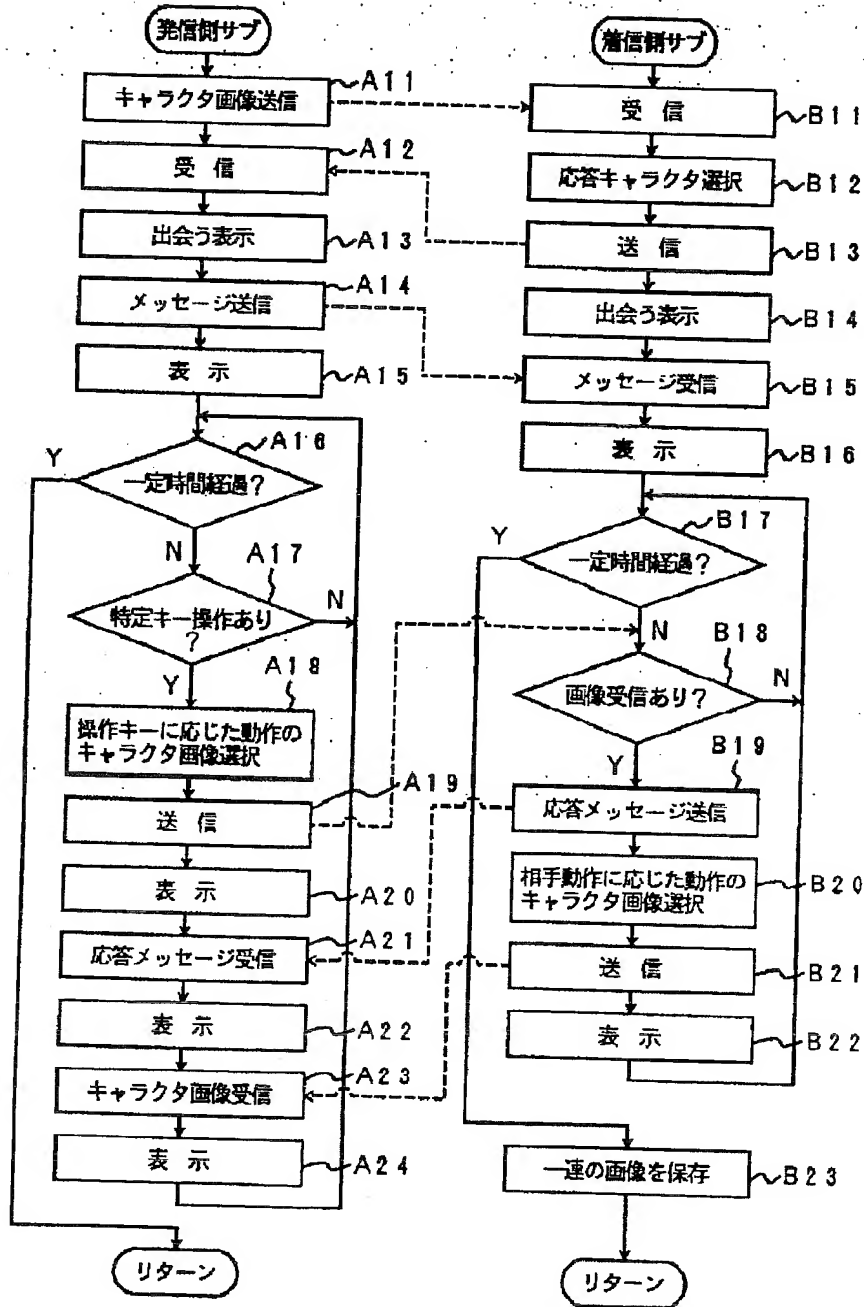 発信側サブ
キャラクタ画像送信
A11
受 信
A12
出会う表示
A13
メッセージ送信
A14
表 示
A15
一定時間経過?
A16
Y
N
特定キー操作あり
?
A17
N
Y
操作キーに応じた動作の
キャラクタ画像選択
A18
送 信
A19
表 示
A20
応答メッセージ受信
A21
表 示
A22
キャラクタ画像受信
A23
表 示
A24
リターン
着信側サブ
受 信
B11
応答キャラクタ選択
B12
送 信
B13
出会う表示
B14
メッセージ受信
B15
表 示
B16
一定時間経過?
B17
Y
N
画像受信あり?
B18
N
Y
応答メッセージ送信
B19
相手動作に応じた動作の
キャラクタ画像選択
B20
送 信
B21
表 示
B22
一連の画像を保存
B23
リターン